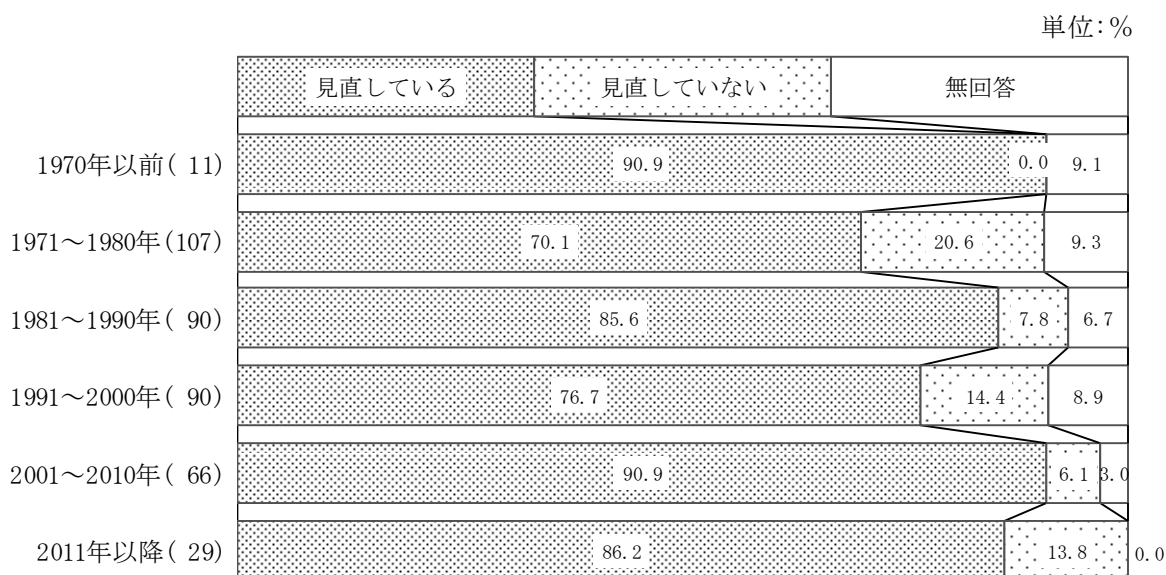 単位：％
見直している 見直していない 無回答
1970年以前( 11) 90.9 0.0 9.1
1971～1980年(107) 70.1 20.6 9.3
1981～1990年( 90) 85.6 7.8 6.7
1991～2000年( 90) 76.7 14.4 8.9
2001～2010年( 66) 90.9 6.1 3.0
2011年以降( 29) 86.2 13.8 0.0